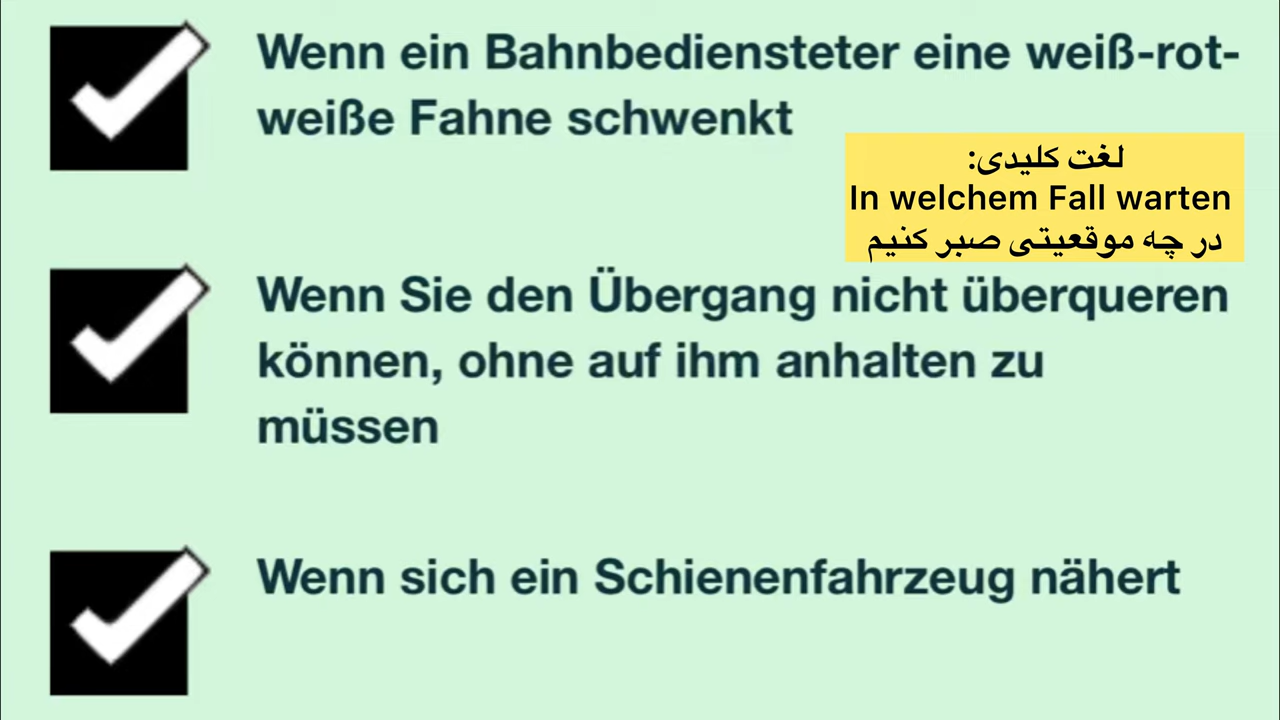 Wenn ein Bahnbediensteter eine weiß-rot-
weiße Fahne schwenkt
لغت کلیدی:
In welchem Fall warten
در چه موقعیتی صبر کنیم
Wenn Sie den Übergang nicht überqueren
können, ohne auf ihm anhalten zu
müssen
Wenn sich ein Schienenfahrzeug nähert